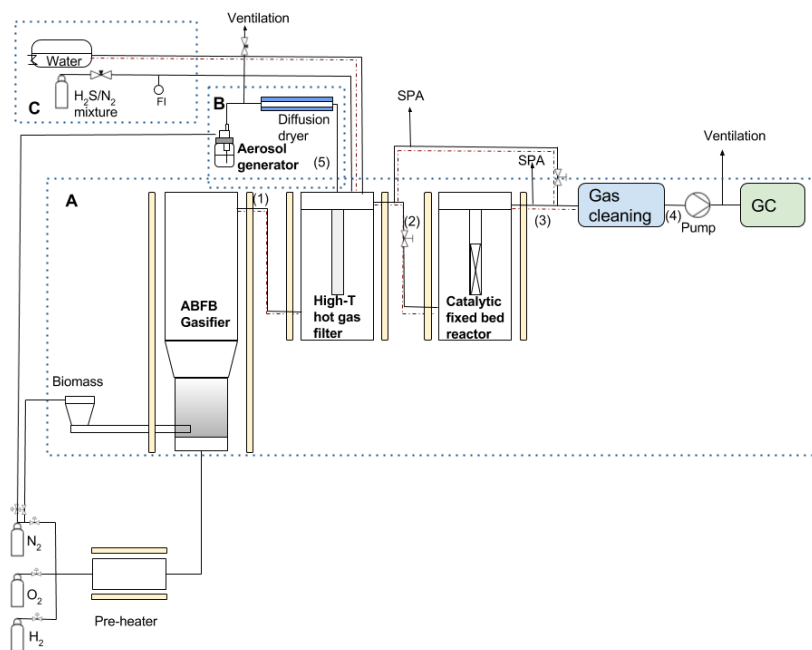 Ventilation
Water
H2S/N2
mixture
FI
C
B
Diffusion
dryer
Aerosol
generator
(5)
SPA
SPA
Ventilation
A
(1)
(2)
(3)
Gas
cleaning
(4)
Pump
GC
ABFB
Gasifier
High-T
hot gas
filter
Catalytic
fixed bed
reactor
Biomass
N2
O2
H2
Pre-heater